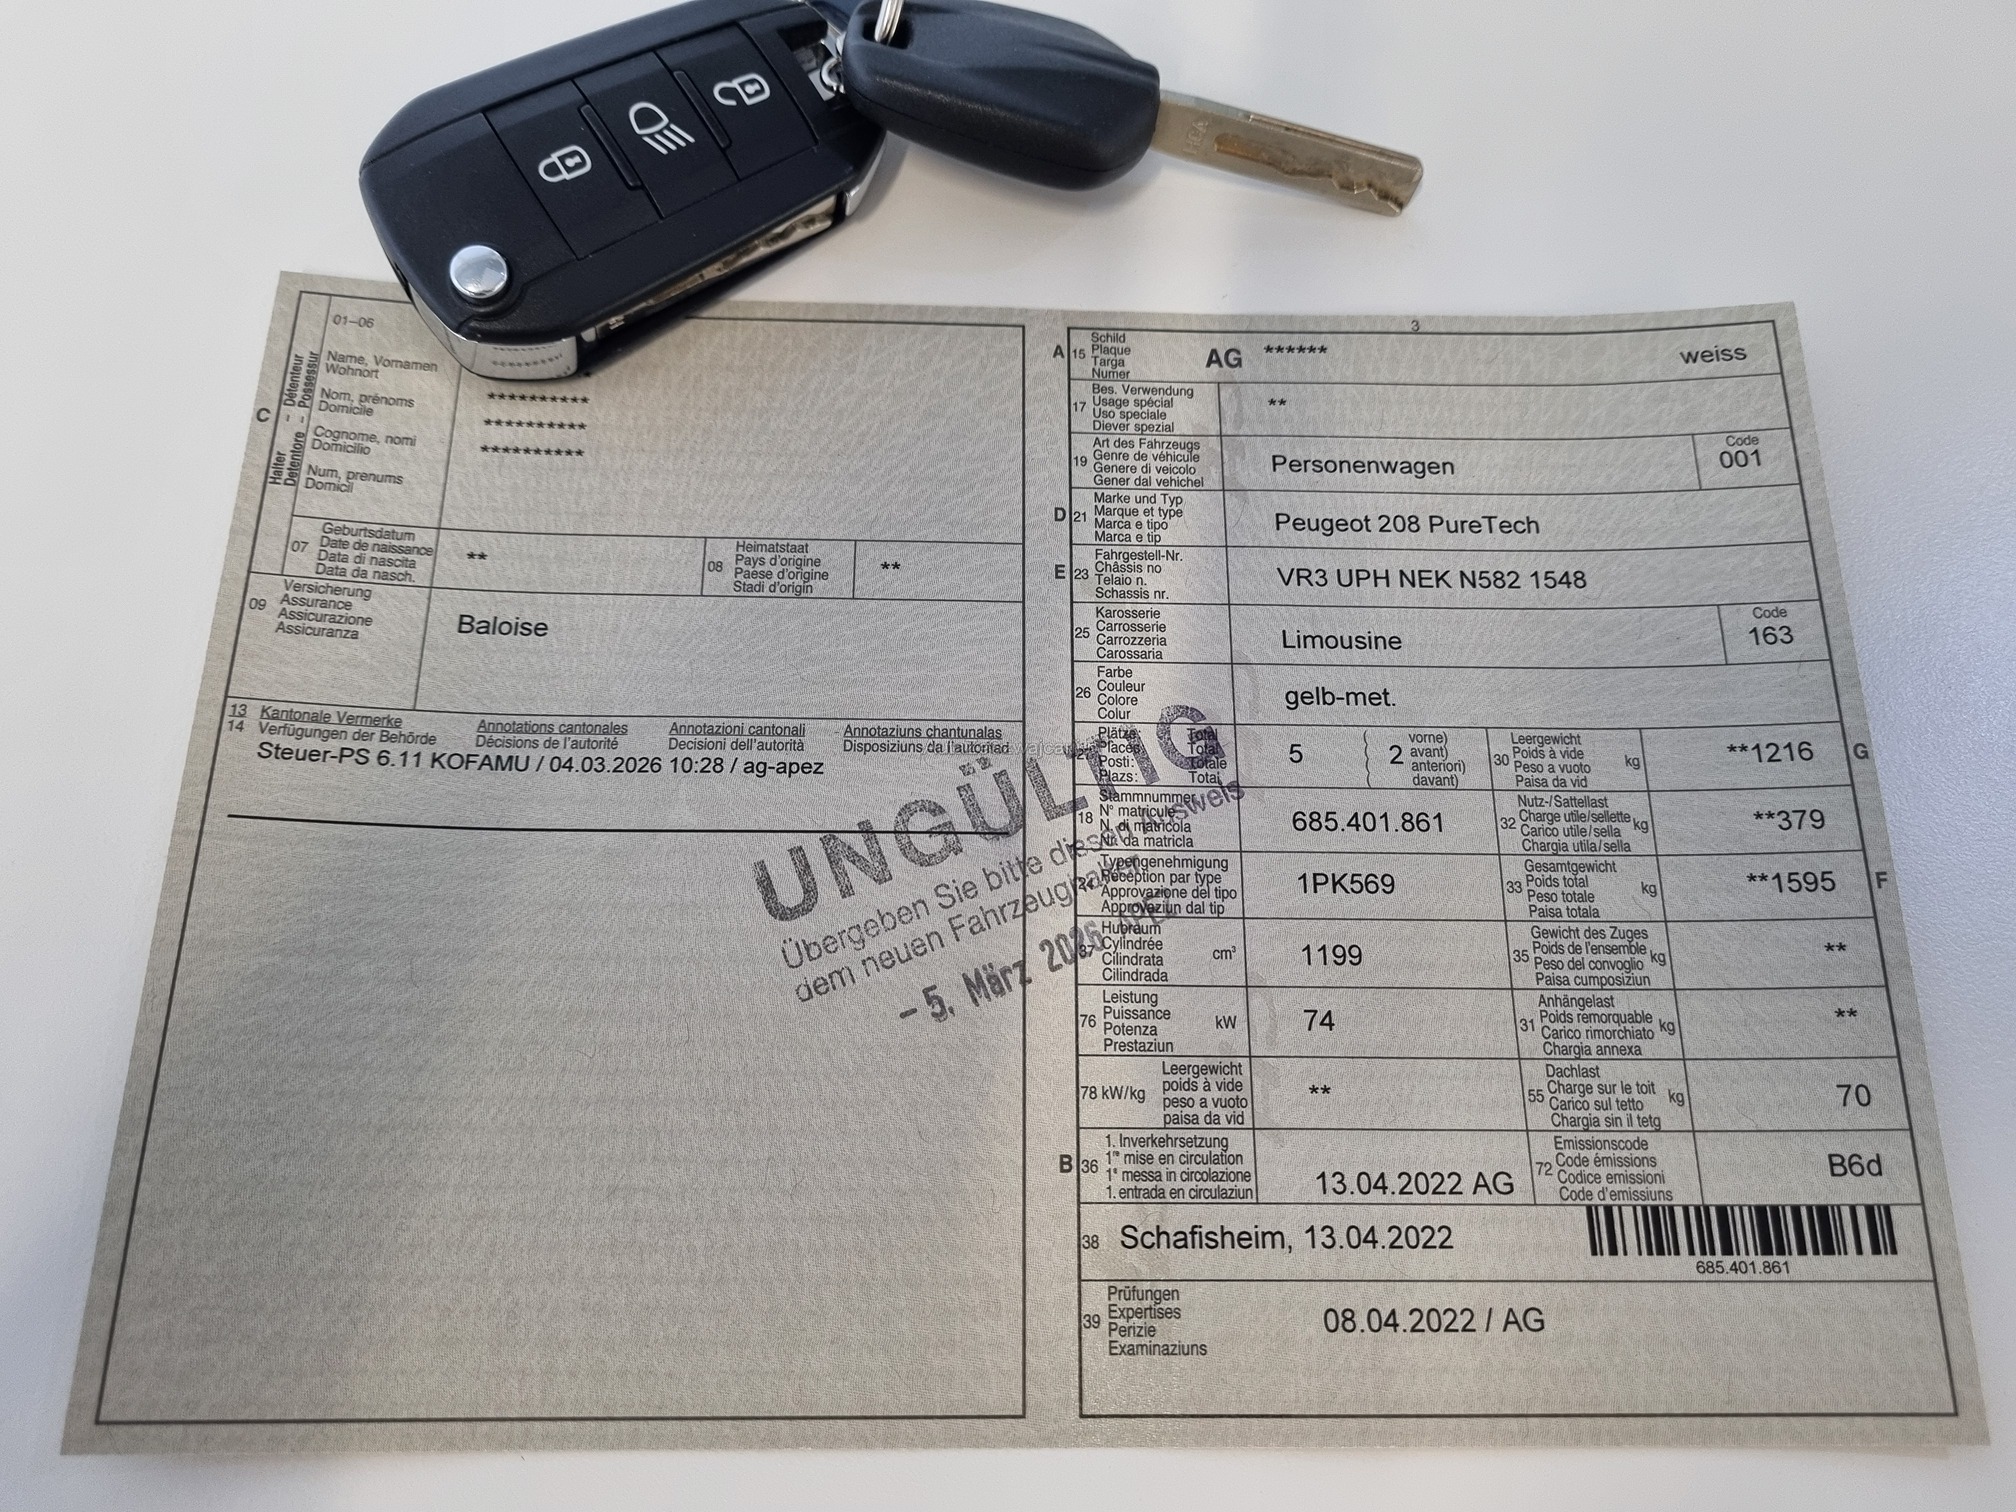 01–06
C
Halter – Détenteur
Detentore – Possessur
Name, Vornamen
Wohnort
Nom, prénoms
Domicile
Cognome, nomi
Domicilio
Num, prenums
Domicil
**********
**********
**********
07
Geburtsdatum
Date de naissance
Data di nascita
Data da nasch.
**
08
Heimatstaat
Pays d'origine
Paese d'origine
Stadi d'origin
**
09
Versicherung
Assurance
Assicurazione
Assicuranza
Baloise
13 Kantonale Vermerke Annotations cantonales Annotazioni cantonali Annotaziuns chantunalas
14 Verfügungen der Behörde Décisions de l'autorité Decisioni dell'autorità Disposiziuns da l'autoritad
Steuer-PS 6.11 KOFAMU / 04.03.2026 10:28 / ag-apez
UNGÜLTIG
Übergeben Sie bitte diesen Ausweis
dem neuen Fahrzeughalter
– 5. März 2026 APEZ
3
A 15
Schild
Plaque
Targa
Numer
AG ****** weiss
17
Bes. Verwendung
Usage spécial
Uso speciale
Diever spezial
**
19
Art des Fahrzeugs
Genre de véhicule
Genere di veicolo
Gener dal vehichel
Personenwagen
Code
001
D 21
Marke und Typ
Marque et type
Marca e tipo
Marca e tip
Peugeot 208 PureTech
E 23
Fahrgestell-Nr.
Châssis no
Telaio n.
Schassis nr.
VR3 UPH NEK N582 1548
25
Karosserie
Carrosserie
Carrozzeria
Carossaria
Limousine
Code
163
26
Farbe
Couleur
Colore
Colur
gelb-met.
27
Plätze: Total
Places: Total
Posti: Totale
Plazs: Total
5
2
vorne)
avant)
anteriori)
davant)
30
Leergewicht
Poids à vide
Peso a vuoto
Paisa da vid
kg
**1216
G
18
Stammnummer
N° matricule
N. di matricola
Nr. da matricla
685.401.861
32
Nutz-/Sattellast
Charge utile/sellette
Carico utile/sella
Chargia utila/sella
kg
**379
24
Typengenehmigung
Réception par type
Approvazione del tipo
Approvaziun dal tip
1PK569
33
Gesamtgewicht
Poids total
Peso totale
Paisa totala
kg
**1595
F
37
Hubraum
Cylindrée
Cilindrata
Cilindrada
cm³
1199
35
Gewicht des Zuges
Poids de l'ensemble
Peso del convoglio
Paisa cumposiziun
kg
**
76
Leistung
Puissance
Potenza
Prestaziun
kW
74
31
Anhängelast
Poids remorquable
Carico rimorchiato
Chargia annexa
kg
**
78 kW/kg
Leergewicht
poids à vide
peso a vuoto
paisa da vid
**
55
Dachlast
Charge sur le toit
Carico sul tetto
Chargia sin il tetg
kg
70
B 36
1. Inverkehrsetzung
1re mise en circulation
1a messa in circolazione
1. entrada en circulaziun
13.04.2022 AG
72
Emissionscode
Code émissions
Codice emissioni
Code d'emissiuns
B6d
38 Schafisheim, 13.04.2022
685.401.861
39
Prüfungen
Expertises
Perizie
Examinaziuns
08.04.2022 / AG